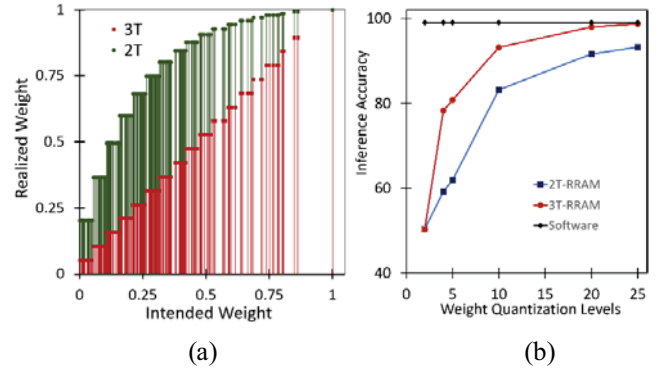 3T
2T
Realized Weight
1
0.75
0.5
0.25
0
0
0.25
0.5
0.75
1
Intended Weight
(a)
Inference Accuracy
100
80
60
40
2T-RRAM
3T-RRAM
Software
0
5
10
15
20
25
Weight Quantization Levels
(b)